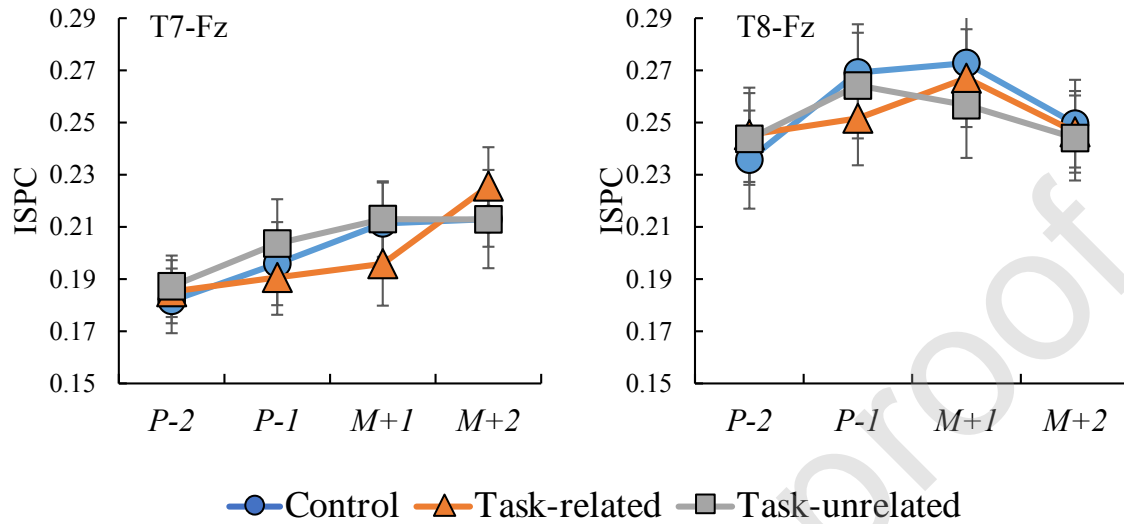 T7-Fz
ISPC
0.29
0.27
0.25
0.23
0.21
0.19
0.17
0.15
P-2 P-1 M+1 M+2
T8-Fz
ISPC
0.29
0.27
0.25
0.23
0.21
0.19
0.17
0.15
P-2 P-1 M+1 M+2
Control Task-related Task-unrelated
proof